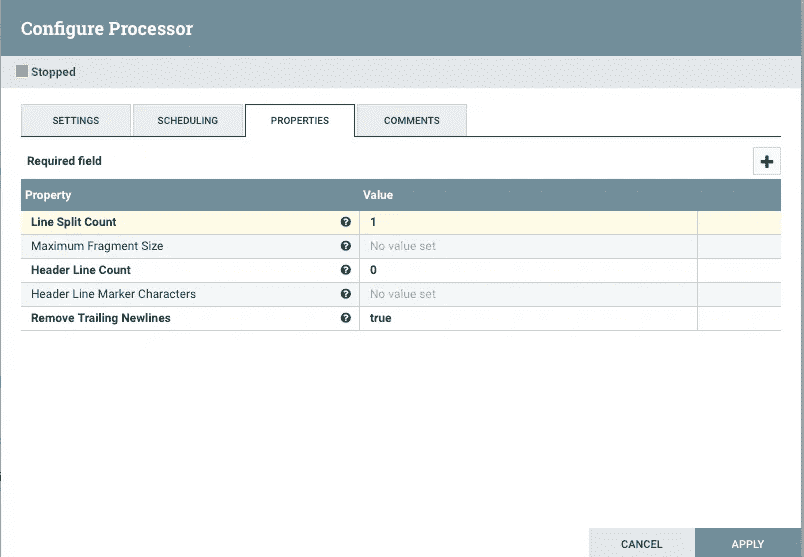 Configure Processor
Stopped
SETTINGS SCHEDULING PROPERTIES COMMENTS
Required field
Property Value
Line Split Count 1
Maximum Fragment Size No value set
Header Line Count 0
Header Line Marker Characters No value set
Remove Trailing Newlines true
CANCEL APPLY